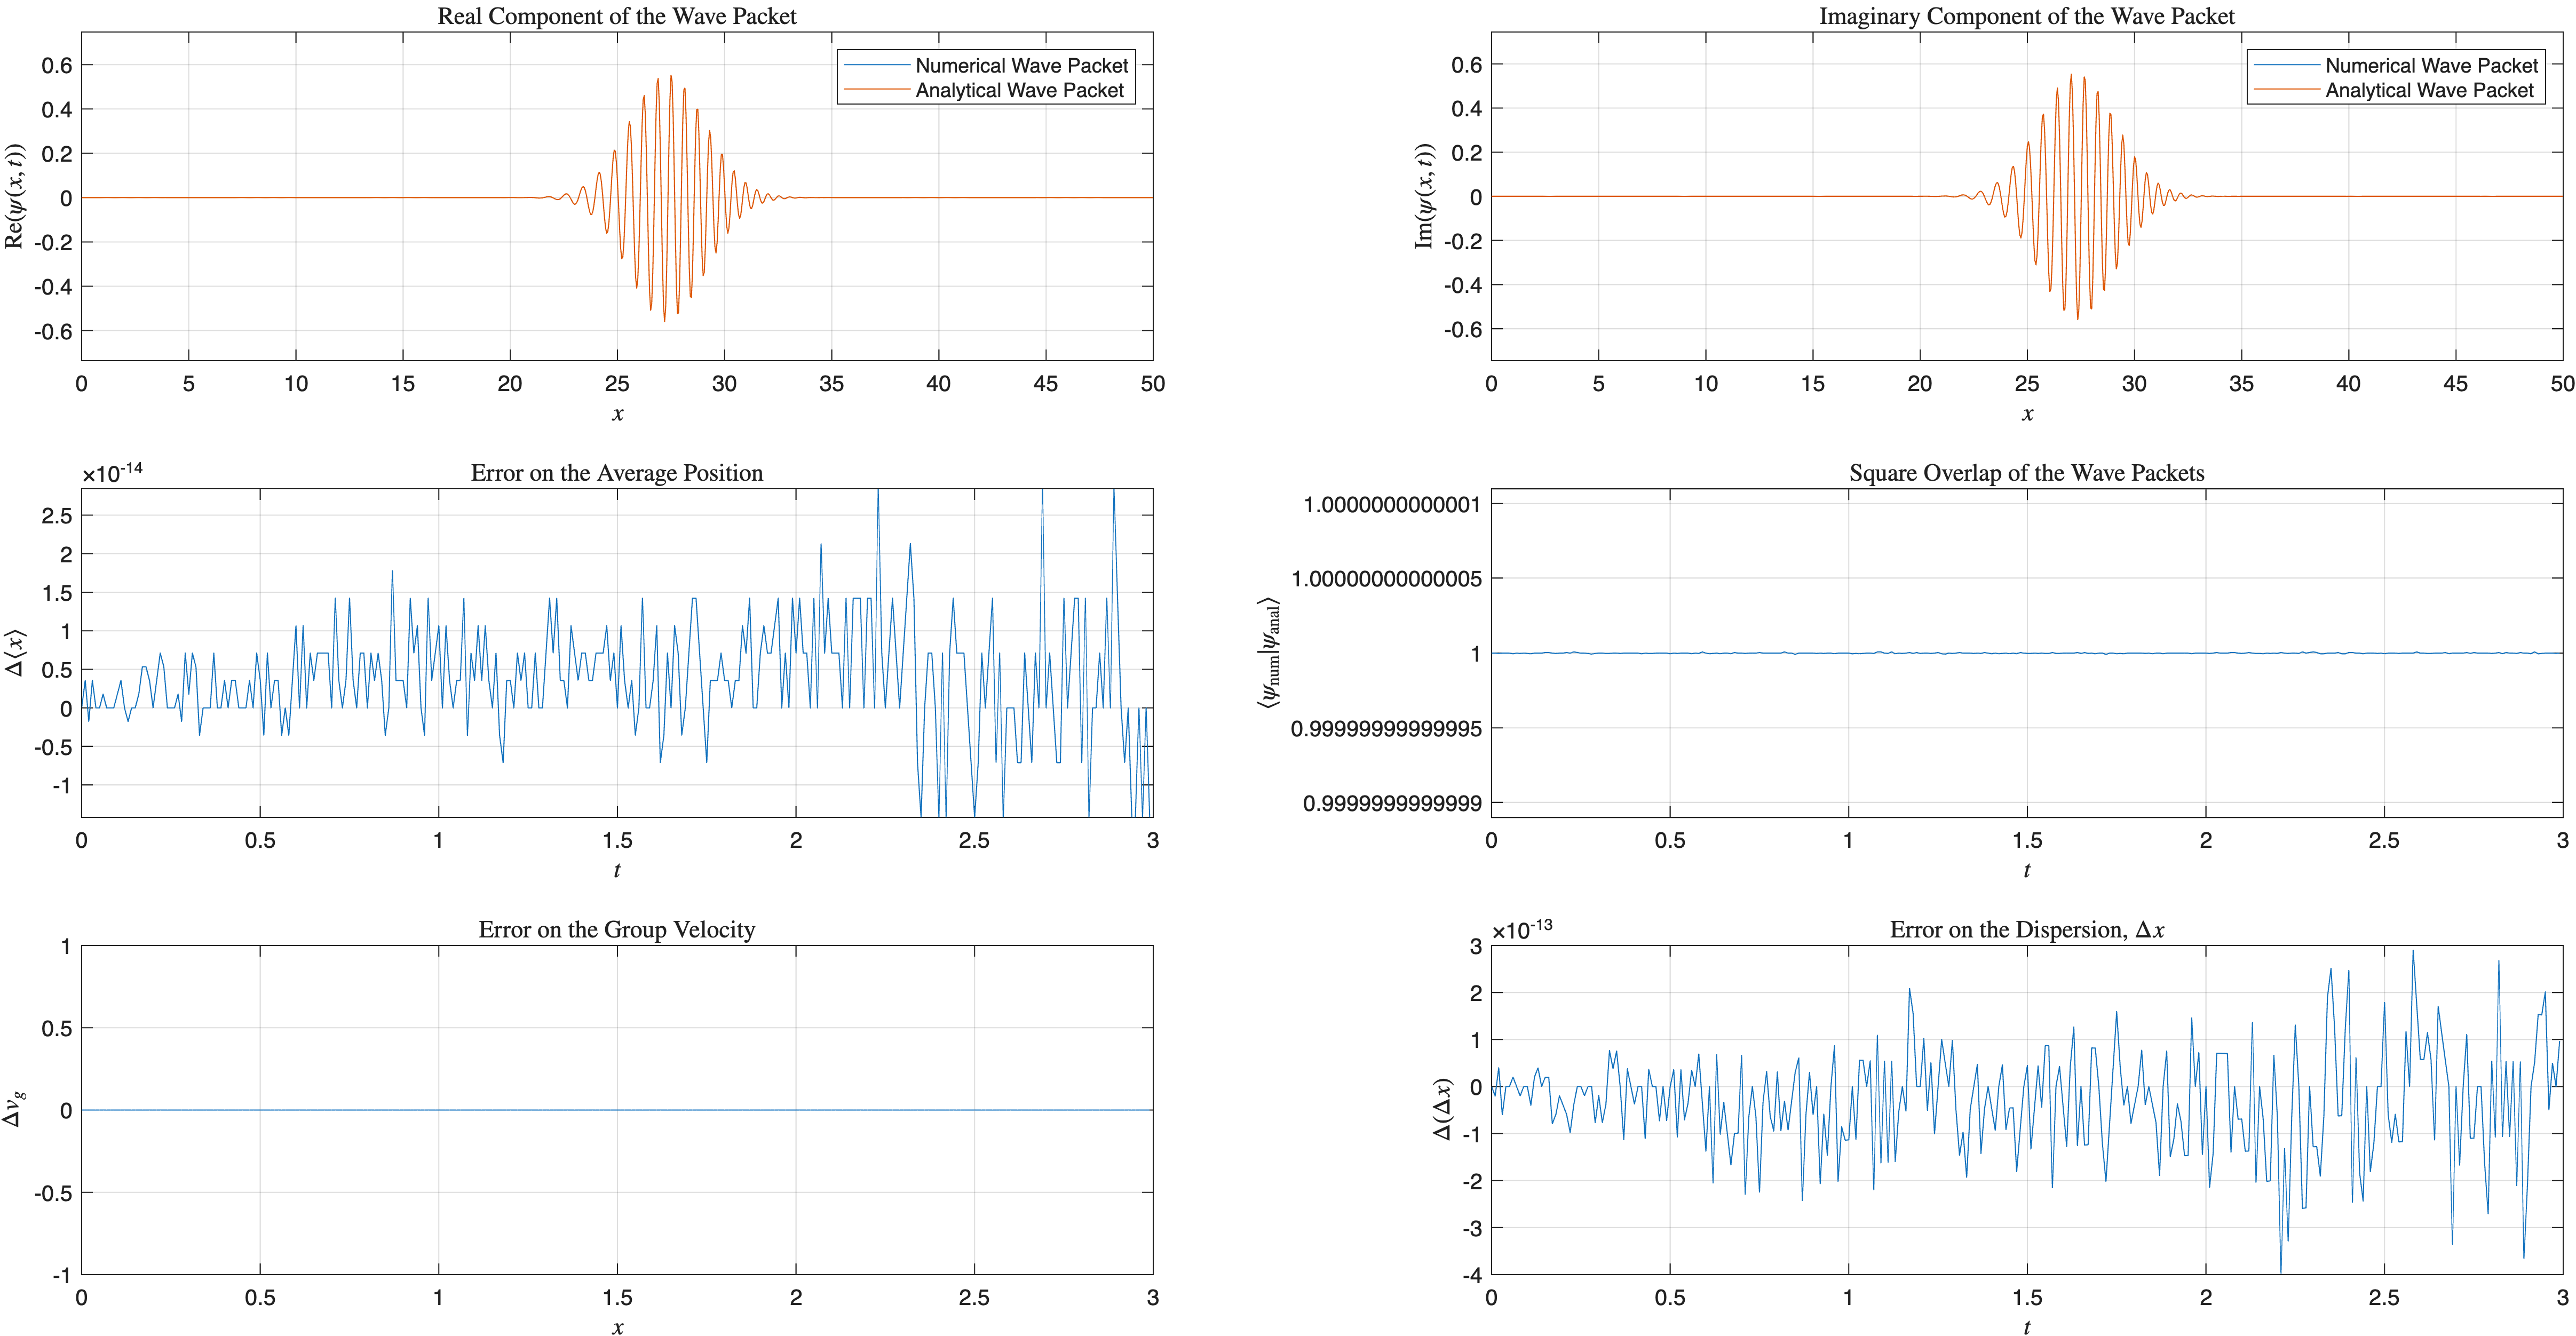 Real Component of the Wave Packet
Re(ψ(x, t))
0.6
0.4
0.2
0
-0.2
-0.4
-0.6
Numerical Wave Packet
Analytical Wave Packet
0 5 10 15 20 25 30 35 40 45 50
x
Imaginary Component of the Wave Packet
Im(ψ(x, t))
0.6
0.4
0.2
0
-0.2
-0.4
-0.6
Numerical Wave Packet
Analytical Wave Packet
0 5 10 15 20 25 30 35 40 45 50
x
×10⁻¹⁴
Error on the Average Position
Δ⟨x⟩
2.5
2
1.5
1
0.5
0
-0.5
-1
0 0.5 1 1.5 2 2.5 3
t
Square Overlap of the Wave Packets
⟨ψnum|ψanal⟩
1.0000000000001
1.00000000000005
1
0.99999999999995
0.9999999999999
0 0.5 1 1.5 2 2.5 3
t
Error on the Group Velocity
Δvg
1
0.5
0
-0.5
-1
0 0.5 1 1.5 2 2.5 3
x
×10⁻¹³
Error on the Dispersion, Δx
Δ(Δx)
3
2
1
0
-1
-2
-3
-4
0 0.5 1 1.5 2 2.5 3
t